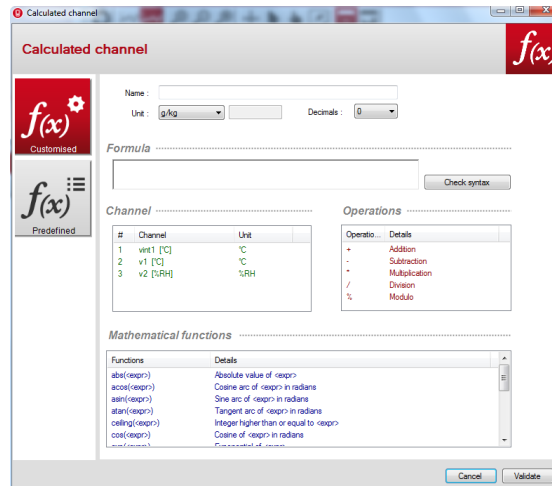 Calculated channel
Calculated channel
f(x)
Name :
Unit : g/kg Decimals : 0
f(x)
Customised
Formula
Check syntax
f(x)
Predefined
Channel Operations
# Channel Unit Operatio... Details
1 vint1 [°C] °C + Addition
2 v1 [°C] °C - Subtraction
3 v2 [%RH] %RH * Multiplication
/ Division
% Modulo
Mathematical functions
Functions Details
abs(<expr>) Absolute value of <expr>
acos(<expr>) Cosine arc of <expr> in radians
asin(<expr>) Sine arc of <expr> in radians
atan(<expr>) Tangent arc of <expr> in radians
ceiling(<expr>) Integer higher than or equal to <expr>
cos(<expr>) Cosine of <expr> in radians
Cancel Validate